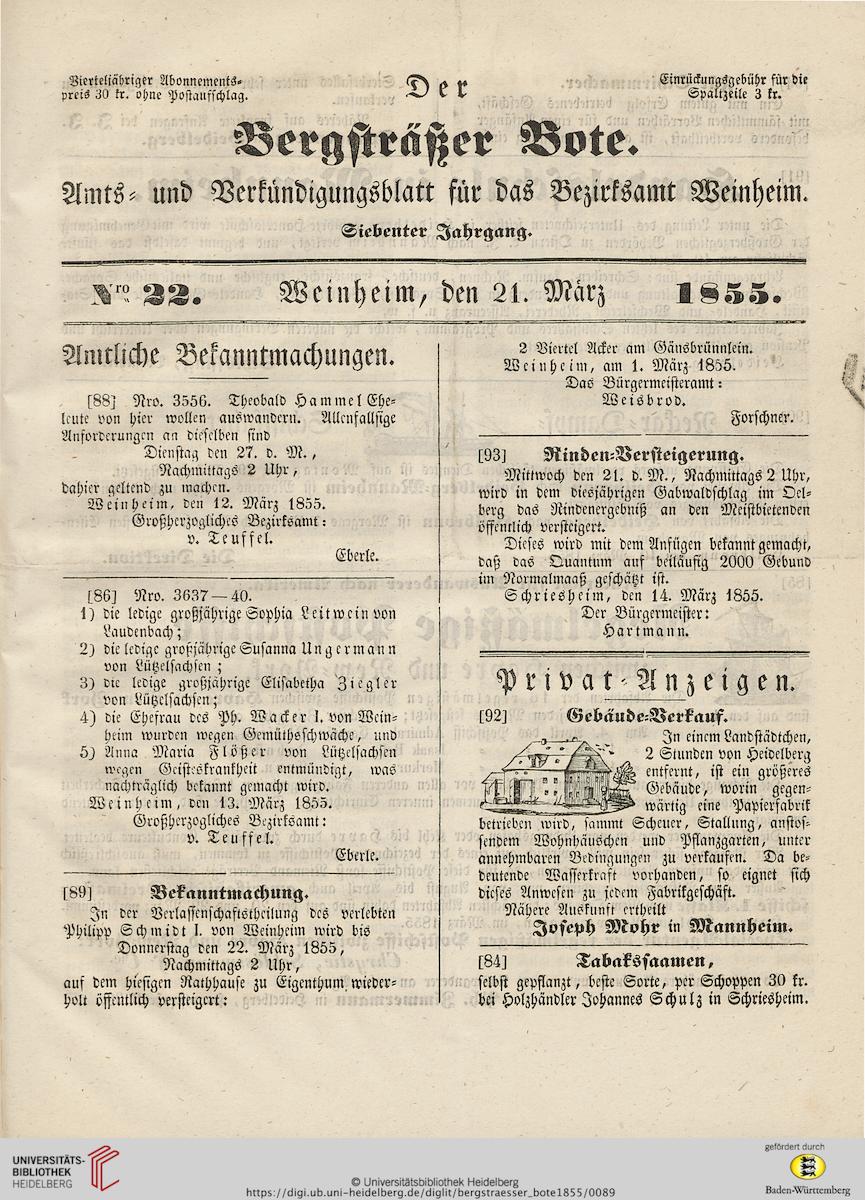 Vierteljähriger Abonnements-
preis 30 kr. ohne Postaufschlag.
Der
Einrückungsgebühr für die
Spaltzeile 3 kr.
Bergsträßer Bote.
Amts- und Verkündigungsblatt für das Bezirksamt Weinheim.
Siebenter Jahrgang.
Nro 22. Weinheim, den 21. März 1855.
Amtliche Bekanntmachungen.
[88] Nro. 3556. Theobald Hammel Ehe-
leute von hier wollen auswandern. Allenfallsige
Anforderungen an dieselben sind
Dienstag den 27. d. M.,
Nachmittags 2 Uhr,
dahier geltend zu machen.
Weinheim, den 12. März 1855.
Großherzogliches Bezirksamt:
v. Teuffel.
Eberle.
[86] Nro. 3637—40.
1) die ledige großjährige Sophia Leitwein von
Laudenbach;
2) die ledige großjährige Susanna Ungermann
von Lützelsachsen;
3) die ledige großjährige Elisabetha Ziegler
von Lützelsachsen;
4) die Ehefrau des Ph. Wacker I. von Wein-
heim wurden wegen Gemüthsschwäche, und
5) Anna Maria Flößer von Lützelsachsen
wegen Geisteskrankheit entmündigt, was
nachträglich bekannt gemacht wird.
Weinheim, den 13. März 1855.
Großherzogliches Bezirksamt:
v. Teuffel.
Eberle.
[89] Bekanntmachung.
In der Verlassenschaftstheilung des verlebten
Philipp Schmidt I. von Weinheim wird bis
Donnerstag den 22. März 1855,
Nachmittags 2 Uhr,
auf dem hiesigen Rathhause zu Eigenthum wieder-
holt öffentlich versteigert:
2 Viertel Acker am Gänsbrünnlein.
Weinheim, am 1. März 1855.
Das Bürgermeisteramt:
Weisbrod.
Forschner.
[93] Rinden-Versteigerung.
Mittwoch den 21. d. M., Nachmittags 2 Uhr,
wird in dem diesjährigen Gabwaldschlag im Oel-
berg das Rindenergebniß an den Meistbietenden
öffentlich versteigert.
Dieses wird mit dem Anfügen bekannt gemacht,
daß das Quantum auf beiläufig 2000 Gebund
im Normalmaaß geschätzt ist.
Schriesheim, den 14. März 1855.
Der Bürgermeister:
Hartmann.
Privat-Anzeigen.
[92] Gebäude-Verkauf.
In einem Landstädtchen,
2 Stunden von Heidelberg
entfernt, ist ein größeres
Gebäude, worin gegen-
wärtig eine Papierfabrik
betrieben wird, sammt Scheuer, Stallung, anstos-
sendem Wohnhäuschen und Pflanzgarten, unter
annehmbaren Bedingungen zu verkaufen. Da be-
deutende Wasserkraft vorhanden, so eignet sich
dieses Anwesen zu jedem Fabrikgeschäft.
Nähere Auskunft ertheilt
Joseph Mohr in Mannheim.
[84] Tabakssaamen,
selbst gepflanzt, beste Sorte, per Schoppen 30 kr.
bei Holzhändler Johannes Schulz in Schriesheim.
UNIVERSITÄTS-
BIBLIOTHEK
HEIDELBERG
© Universitätsbibliothek Heidelberg
https://digi.ub.uni-heidelberg.de/diglit/bergstraesser_bote1855/0089
gefördert durch
Baden-Württemberg